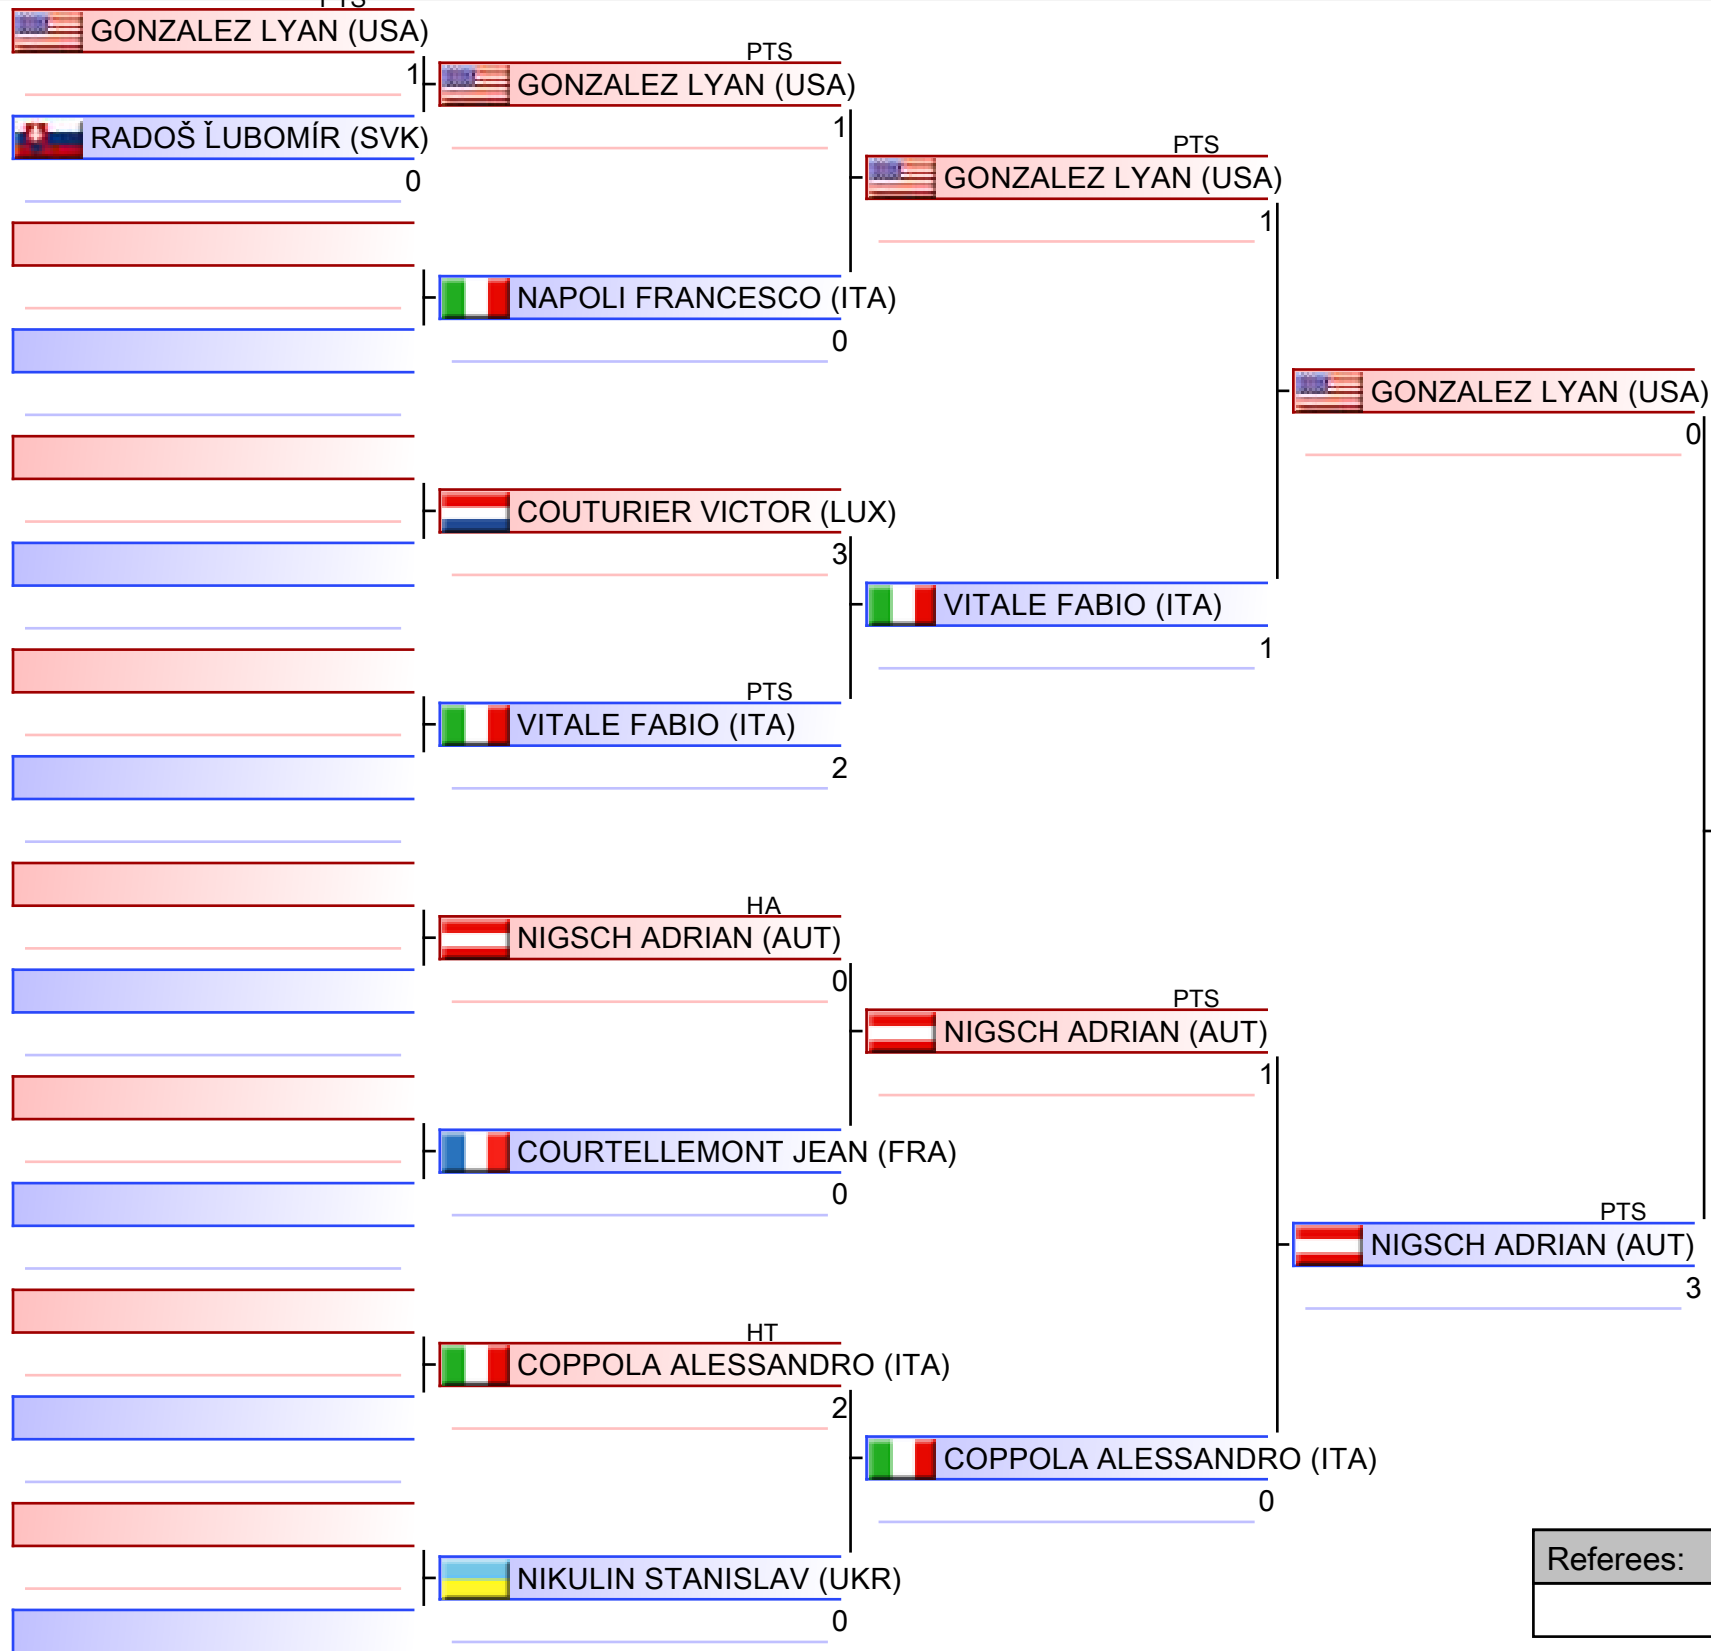 PTS
GONZALEZ LYAN (USA)
1
RADOŠ ĽUBOMÍR (SVK)
0
PTS
GONZALEZ LYAN (USA)
1
NAPOLI FRANCESCO (ITA)
0
COUTURIER VICTOR (LUX)
3
PTS
VITALE FABIO (ITA)
2
HA
NIGSCH ADRIAN (AUT)
0
COURTELLEMONT JEAN (FRA)
0
HT
COPPOLA ALESSANDRO (ITA)
2
NIKULIN STANISLAV (UKR)
0
PTS
GONZALEZ LYAN (USA)
1
VITALE FABIO (ITA)
1
PTS
NIGSCH ADRIAN (AUT)
1
COPPOLA ALESSANDRO (ITA)
0
GONZALEZ LYAN (USA)
0
PTS
NIGSCH ADRIAN (AUT)
3
Referees: